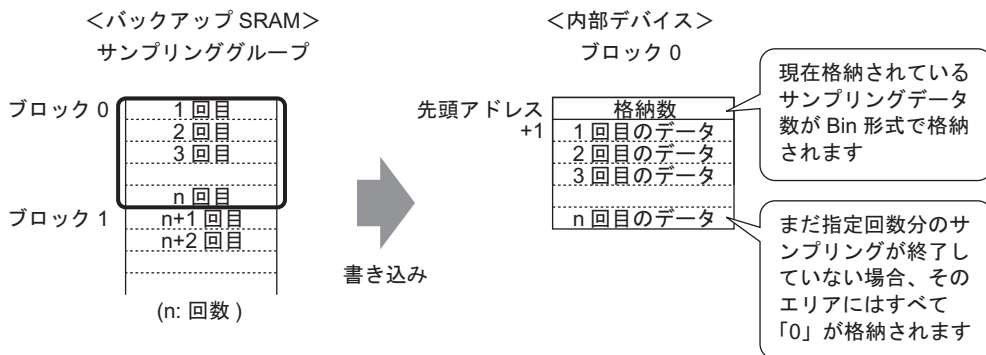 ＜バックアップ SRAM＞
サンプリンググループ
ブロック 0
1 回目
2 回目
3 回目
n 回目
ブロック 1
n+1 回目
n+2 回目
(n: 回数 )
書き込み
＜内部デバイス＞
ブロック 0
先頭アドレス
+1
格納数
1 回目のデータ
2 回目のデータ
3 回目のデータ
n 回目のデータ
現在格納されている
サンプリングデータ
数が Bin 形式で格納
されます
まだ指定回数分のサ
ンプリングが終了し
ていない場合、その
エリアにはすべて
「0」が格納されます